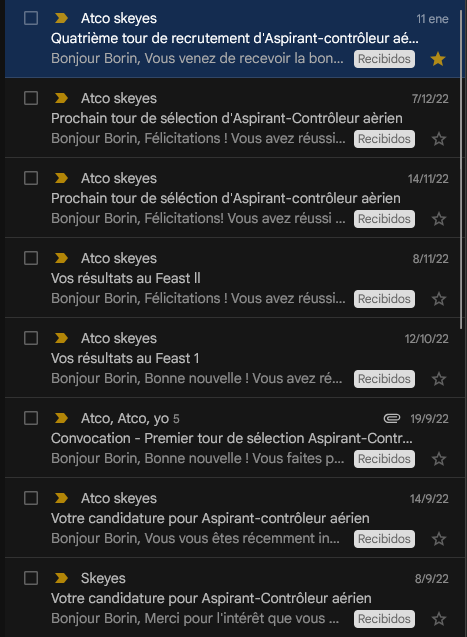 Atco skeyes 11 ene
Quatrième tour de recrutement d'Aspirant-contrôleur aé...
Bonjour Borin, Vous venez de recevoir la bon... Recibidos
Atco skeyes 7/12/22
Prochain tour de sélection d'Aspirant-Contrôleur aèrien
Bonjour Borin, Félicitations ! Vous avez réussi... Recibidos
Atco skeyes 14/11/22
Prochain tour de séléction d'Aspirant-contrôleur aèrien
Bonjour Borin, Félicitations! Vous avez réussi ... Recibidos
Atco skeyes 8/11/22
Vos résultats au Feast ll
Bonjour Borin, Félicitations ! Vous avez réussi... Recibidos
Atco skeyes 12/10/22
Vos résultats au Feast 1
Bonjour Borin, Bonne nouvelle ! Vous avez ré... Recibidos
Atco, Atco, yo 5 19/9/22
Convocation - Premier tour de sélection Aspirant-Contr...
Bonjour Borin, Bonne nouvelle ! Vous faites p... Recibidos
Atco skeyes 14/9/22
Votre candidature pour Aspirant-contrôleur aérien
Bonjour Borin, Vous vous êtes récemment in... Recibidos
Skeyes 8/9/22
Votre candidature pour Aspirant-Contrôleur aérien
Bonjour Borin, Merci pour l'intérêt que vous ... Recibidos